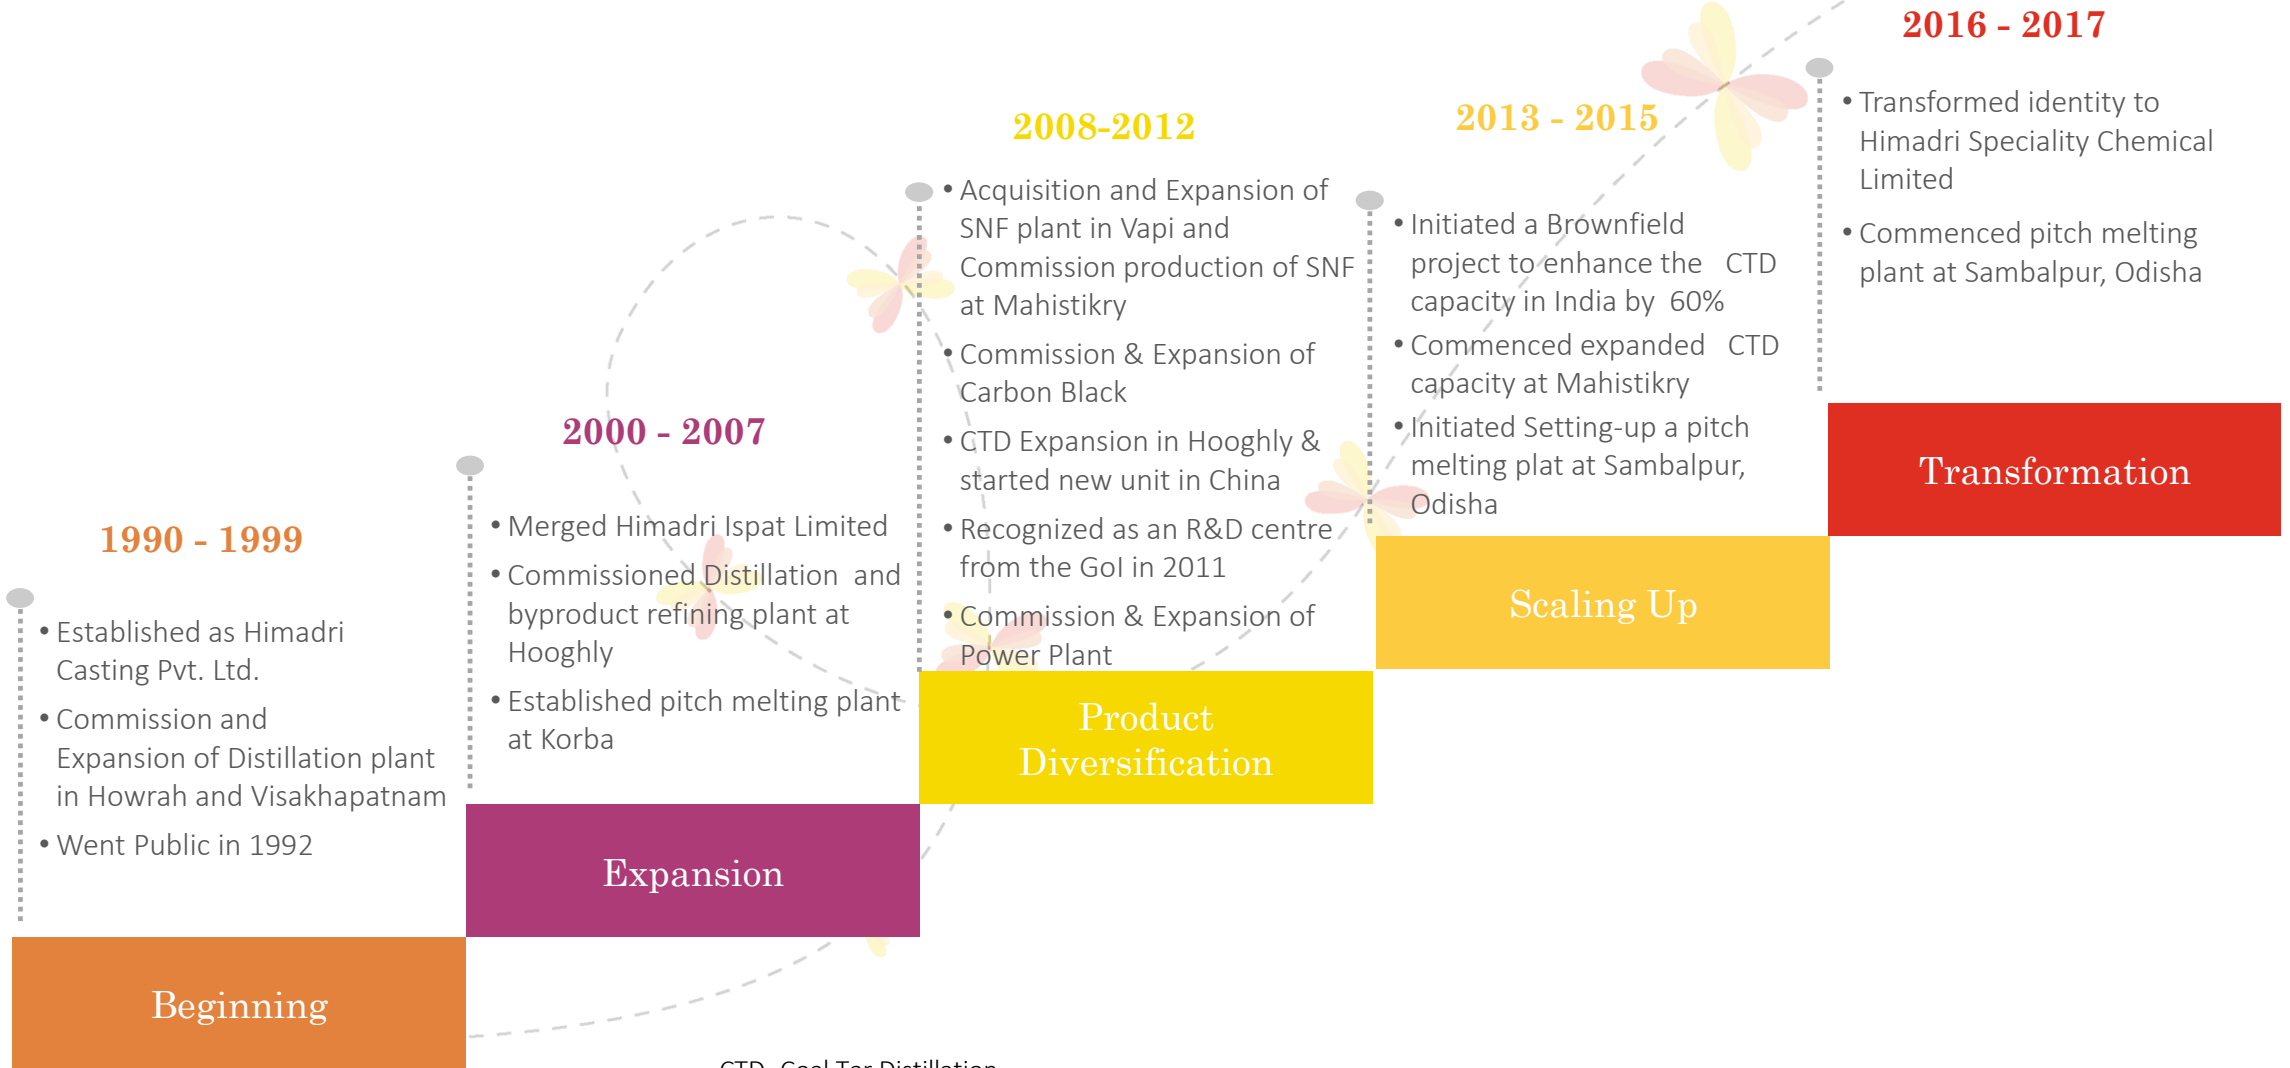 1990 - 1999
• Established as Himadri
Casting Pvt. Ltd.
• Commission and
Expansion of Distillation plant
in Howrah and Visakhapatnam
• Went Public in 1992
Beginning
2000 - 2007
• Merged Himadri Ispat Limited
• Commissioned Distillation and
byproduct refining plant at
Hooghly
• Established pitch melting plant
at Korba
Expansion
2008-2012
• Acquisition and Expansion of
SNF plant in Vapi and
Commission production of SNF
at Mahistikry
• Commission & Expansion of
Carbon Black
• CTD Expansion in Hooghly &
started new unit in China
• Recognized as an R&D centre
from the GoI in 2011
• Commission & Expansion of
Power Plant
Product
Diversification
2013 - 2015
• Initiated a Brownfield
project to enhance the CTD
capacity in India by 60%
• Commenced expanded CTD
capacity at Mahistikry
• Initiated Setting-up a pitch
melting plat at Sambalpur,
Odisha
Scaling Up
2016 - 2017
• Transformed identity to
Himadri Speciality Chemical
Limited
• Commenced pitch melting
plant at Sambalpur, Odisha
Transformation
CTD- Coal Tar Distillation